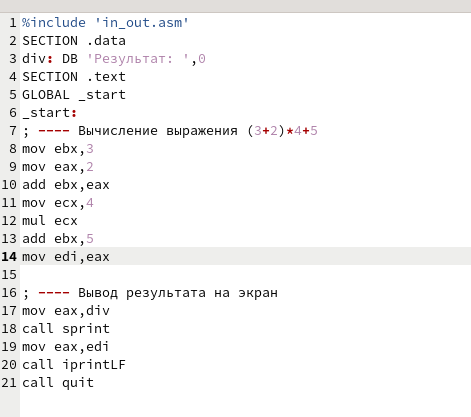 1 %include 'in_out.asm'
2 SECTION .data
3 div: DB 'Результат: ',0
4 SECTION .text
5 GLOBAL _start
6 _start:
7 ; ---- Вычисление выражения (3+2)*4+5
8 mov ebx,3
9 mov eax,2
10 add ebx,eax
11 mov ecx,4
12 mul ecx
13 add ebx,5
14 mov edi,eax
15
16 ; ---- Вывод результата на экран
17 mov eax,div
18 call sprint
19 mov eax,edi
20 call iprintLF
21 call quit